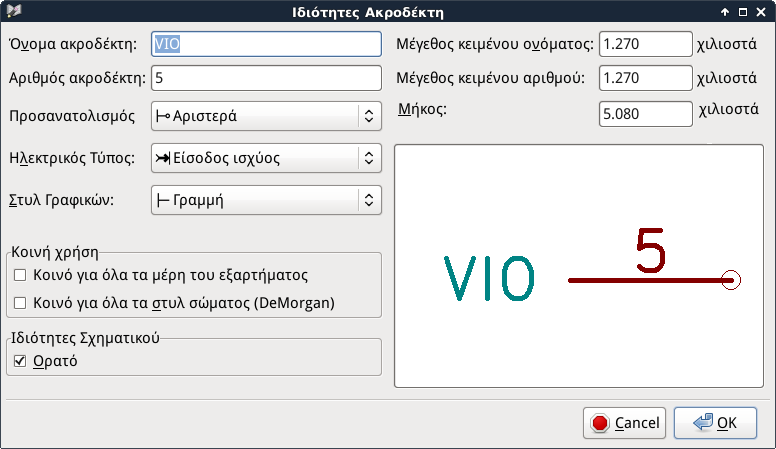 Ιδιότητες Ακροδέκτη
Όνομα ακροδέκτη: VIO
Μέγεθος κειμένου ονόματος: 1.270 χιλιοστά
Αριθμός ακροδέκτη: 5
Μέγεθος κειμένου αριθμού: 1.270 χιλιοστά
Προσανατολισμός Αριστερά
Μήκος: 5.080 χιλιοστά
Ηλεκτρικός Τύπος: Είσοδος ισχύος
Στυλ Γραφικών: Γραμμή
Κοινή χρήση
Κοινό για όλα τα μέρη του εξαρτήματος
Κοινό για όλα τα στυλ σώματος (DeMorgan)
Ιδιότητες Σχηματικού
Ορατό
VIO 5
Cancel OK